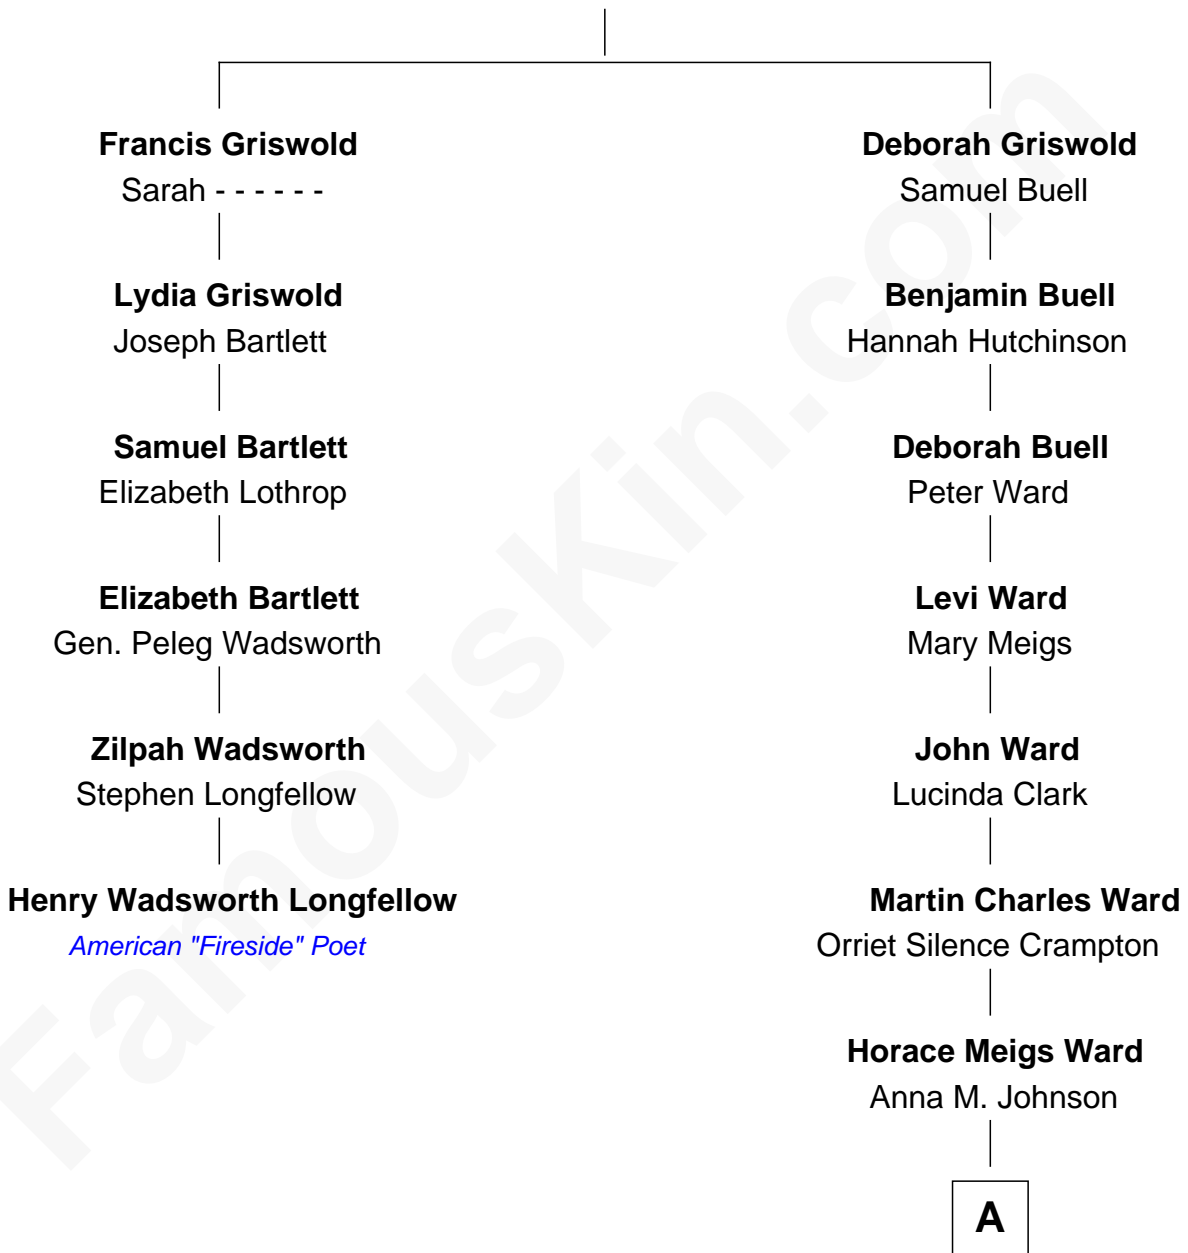 Francis Griswold
Sarah - - - - - -
Lydia Griswold
Joseph Bartlett
Samuel Bartlett
Elizabeth Lothrop
Elizabeth Bartlett
Gen. Peleg Wadsworth
Zilpah Wadsworth
Stephen Longfellow
Henry Wadsworth Longfellow
American "Fireside" Poet
Deborah Griswold
Samuel Buell
Benjamin Buell
Hannah Hutchinson
Deborah Buell
Peter Ward
Levi Ward
Mary Meigs
John Ward
Lucinda Clark
Martin Charles Ward
Orriet Silence Crampton
Horace Meigs Ward
Anna M. Johnson
A
FamousKin.com